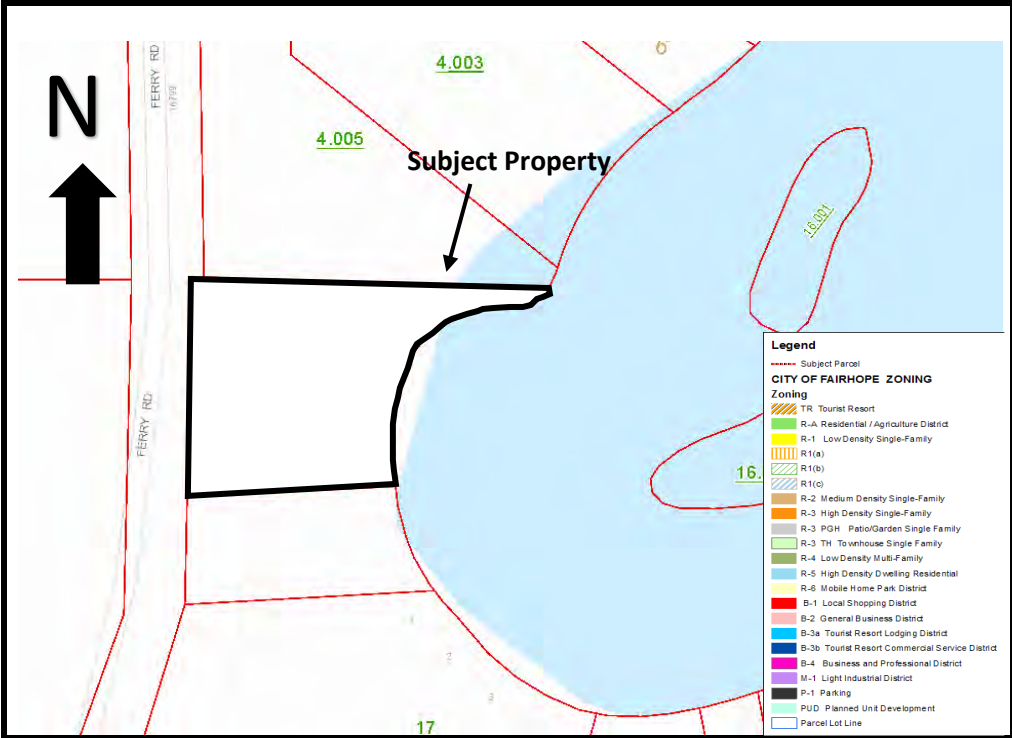 N
FERRY RD
16799
4.003
6
4.005
Subject Property
16.001
FERRY RD
16.
1
2
3
17
Legend
Subject Parcel
CITY OF FAIRHOPE ZONING
Zoning
TR Tourist Resort
R-A Residential / Agriculture District
R-1 Low Density Single-Family
R1(a)
R1(b)
R1(c)
R-2 Medium Density Single-Family
R-3 High Density Single-Family
R-3 PGH Patio/Garden Single Family
R-3 TH Townhouse Single Family
R-4 Low Density Multi-Family
R-5 High Density Dwelling Residential
R-6 Mobile Home Park District
B-1 Local Shopping District
B-2 General Business District
B-3a Tourist Resort Lodging District
B-3b Tourist Resort Commercial Service District
B-4 Business and Professional District
M-1 Light Industrial District
P-1 Parking
PUD Planned Unit Development
Parcel Lot Line